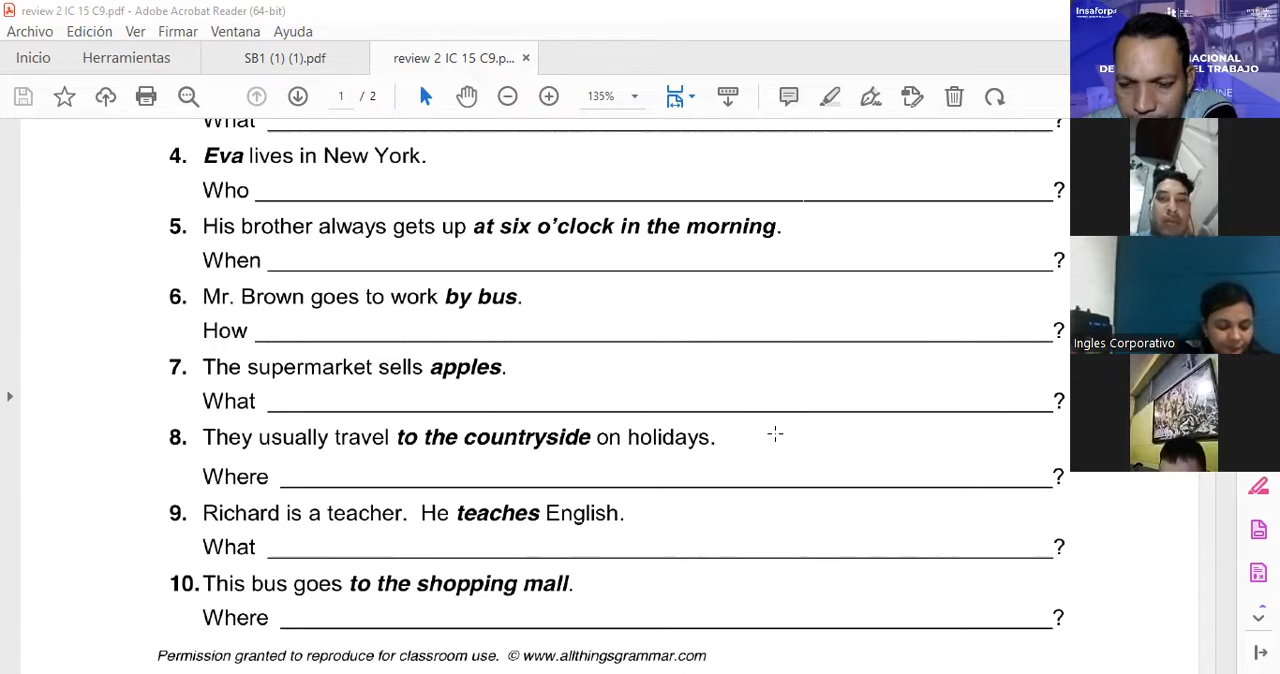 review 2 IC 15 C9.pdf - Adobe Acrobat Reader (64-bit)
Archivo Edición Ver Firmar Ventana Ayuda
Inicio Herramientas SB1 (1) (1).pdf review 2 IC 15 C9.p... ×
1 / 2 135%
What ?
4. Eva lives in New York.
Who ?
5. His brother always gets up at six o'clock in the morning.
When ?
6. Mr. Brown goes to work by bus.
How ?
7. The supermarket sells apples.
What ?
8. They usually travel to the countryside on holidays.
Where ?
9. Richard is a teacher. He teaches English.
What ?
10. This bus goes to the shopping mall.
Where ?
Permission granted to reproduce for classroom use. © www.allthingsgrammar.com
Insaforp
DE EL TRABAJO
Ingles Corporativo